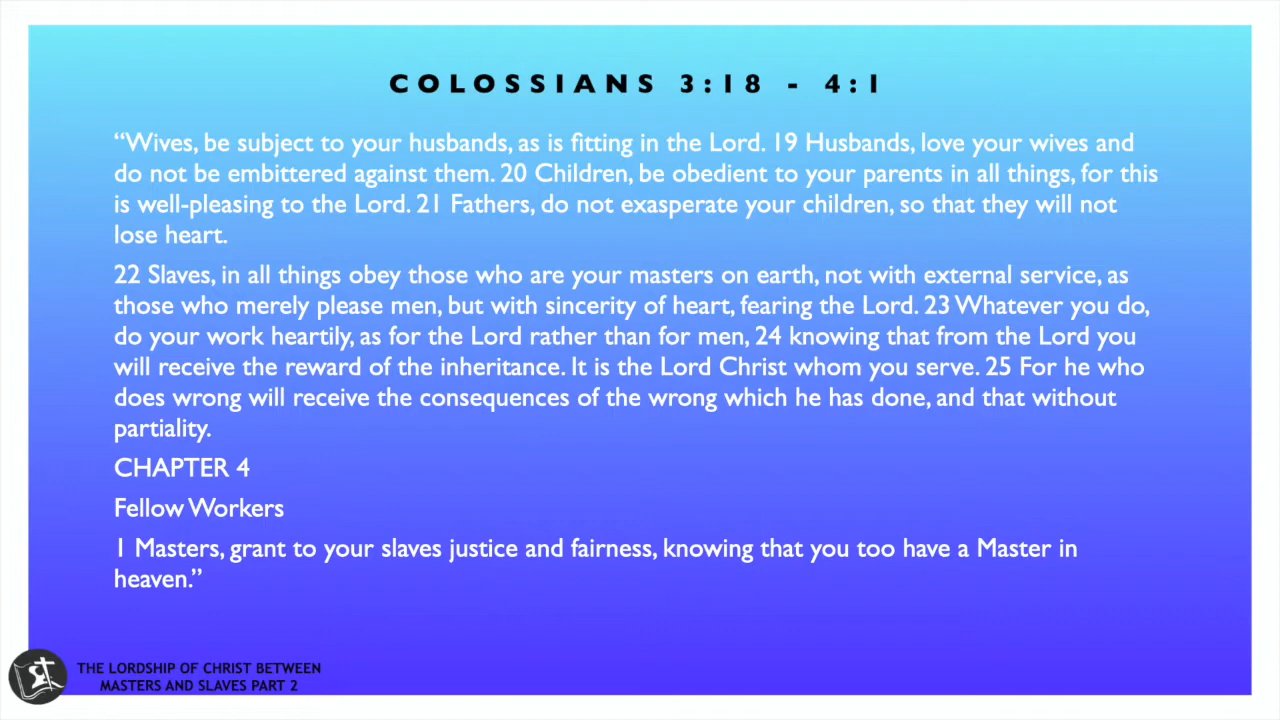 COLOSSIANS 3:18 - 4:1
“Wives, be subject to your husbands, as is fitting in the Lord. 19 Husbands, love your wives and
do not be embittered against them. 20 Children, be obedient to your parents in all things, for this
is well-pleasing to the Lord. 21 Fathers, do not exasperate your children, so that they will not
lose heart.
22 Slaves, in all things obey those who are your masters on earth, not with external service, as
those who merely please men, but with sincerity of heart, fearing the Lord. 23 Whatever you do,
do your work heartily, as for the Lord rather than for men, 24 knowing that from the Lord you
will receive the reward of the inheritance. It is the Lord Christ whom you serve. 25 For he who
does wrong will receive the consequences of the wrong which he has done, and that without
partiality.
CHAPTER 4
Fellow Workers
1 Masters, grant to your slaves justice and fairness, knowing that you too have a Master in
heaven.”
THE LORDSHIP OF CHRIST BETWEEN
MASTERS AND SLAVES PART 2